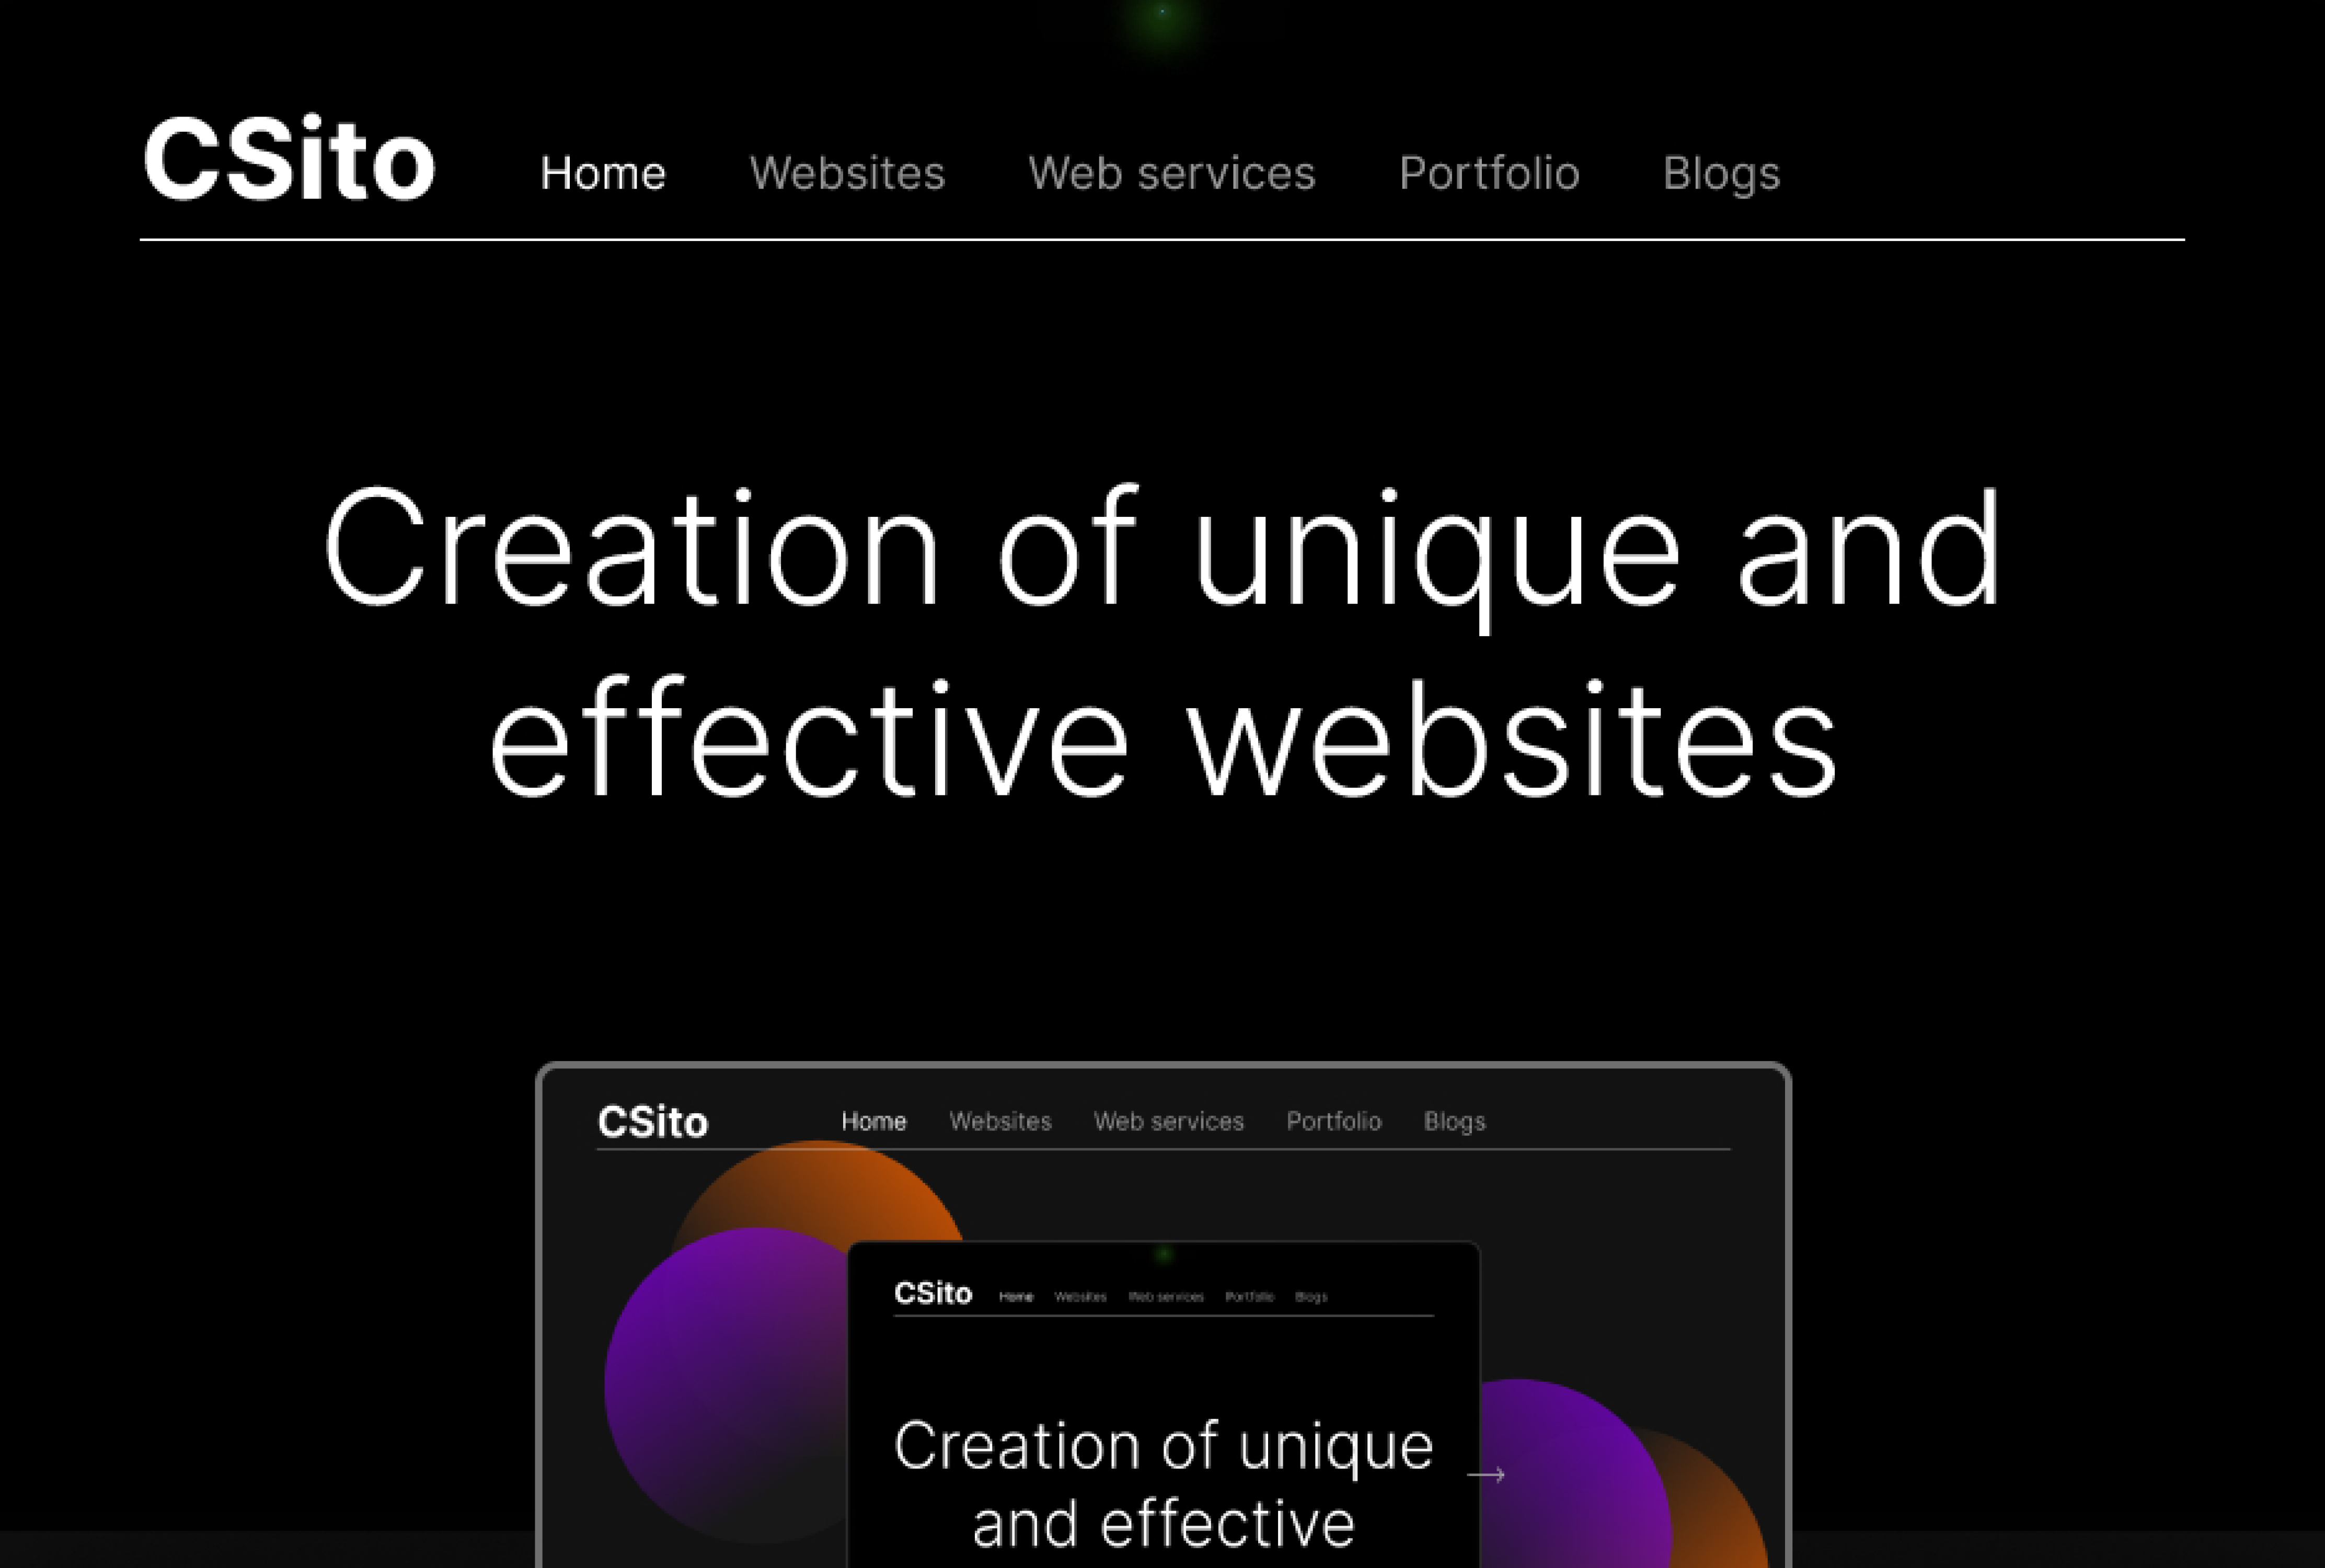 CSito Home Websites Web services Portfolio Blogs
Creation of unique and
effective websites
CSito Home Websites Web services Portfolio Blogs
CSito Home Websites Web services Portfolio Blogs
Creation of unique
and effective